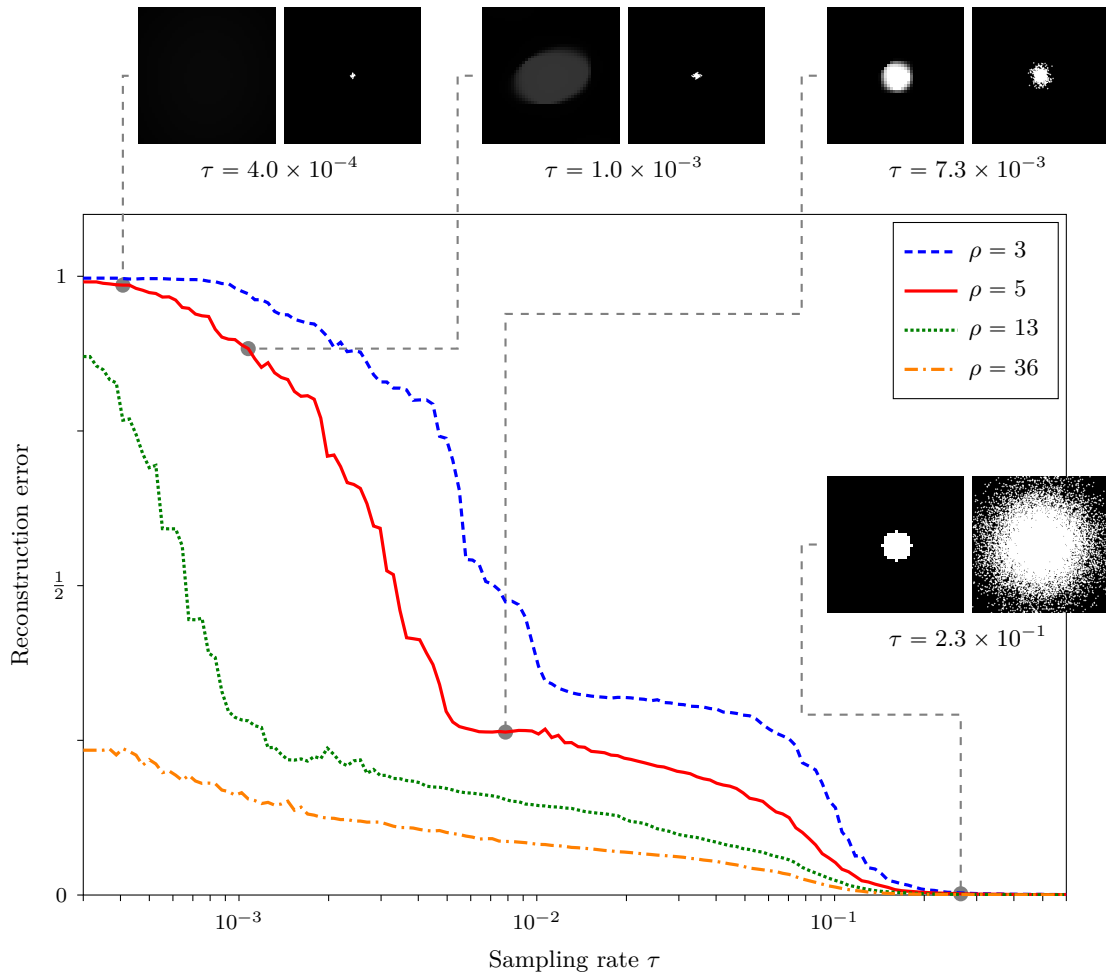 τ = 4.0 × 10⁻⁴
τ = 1.0 × 10⁻³
τ = 7.3 × 10⁻³
ρ = 3
ρ = 5
ρ = 13
ρ = 36
τ = 2.3 × 10⁻¹
1
1/2
0
Reconstruction error
10⁻³
10⁻²
10⁻¹
Sampling rate τ